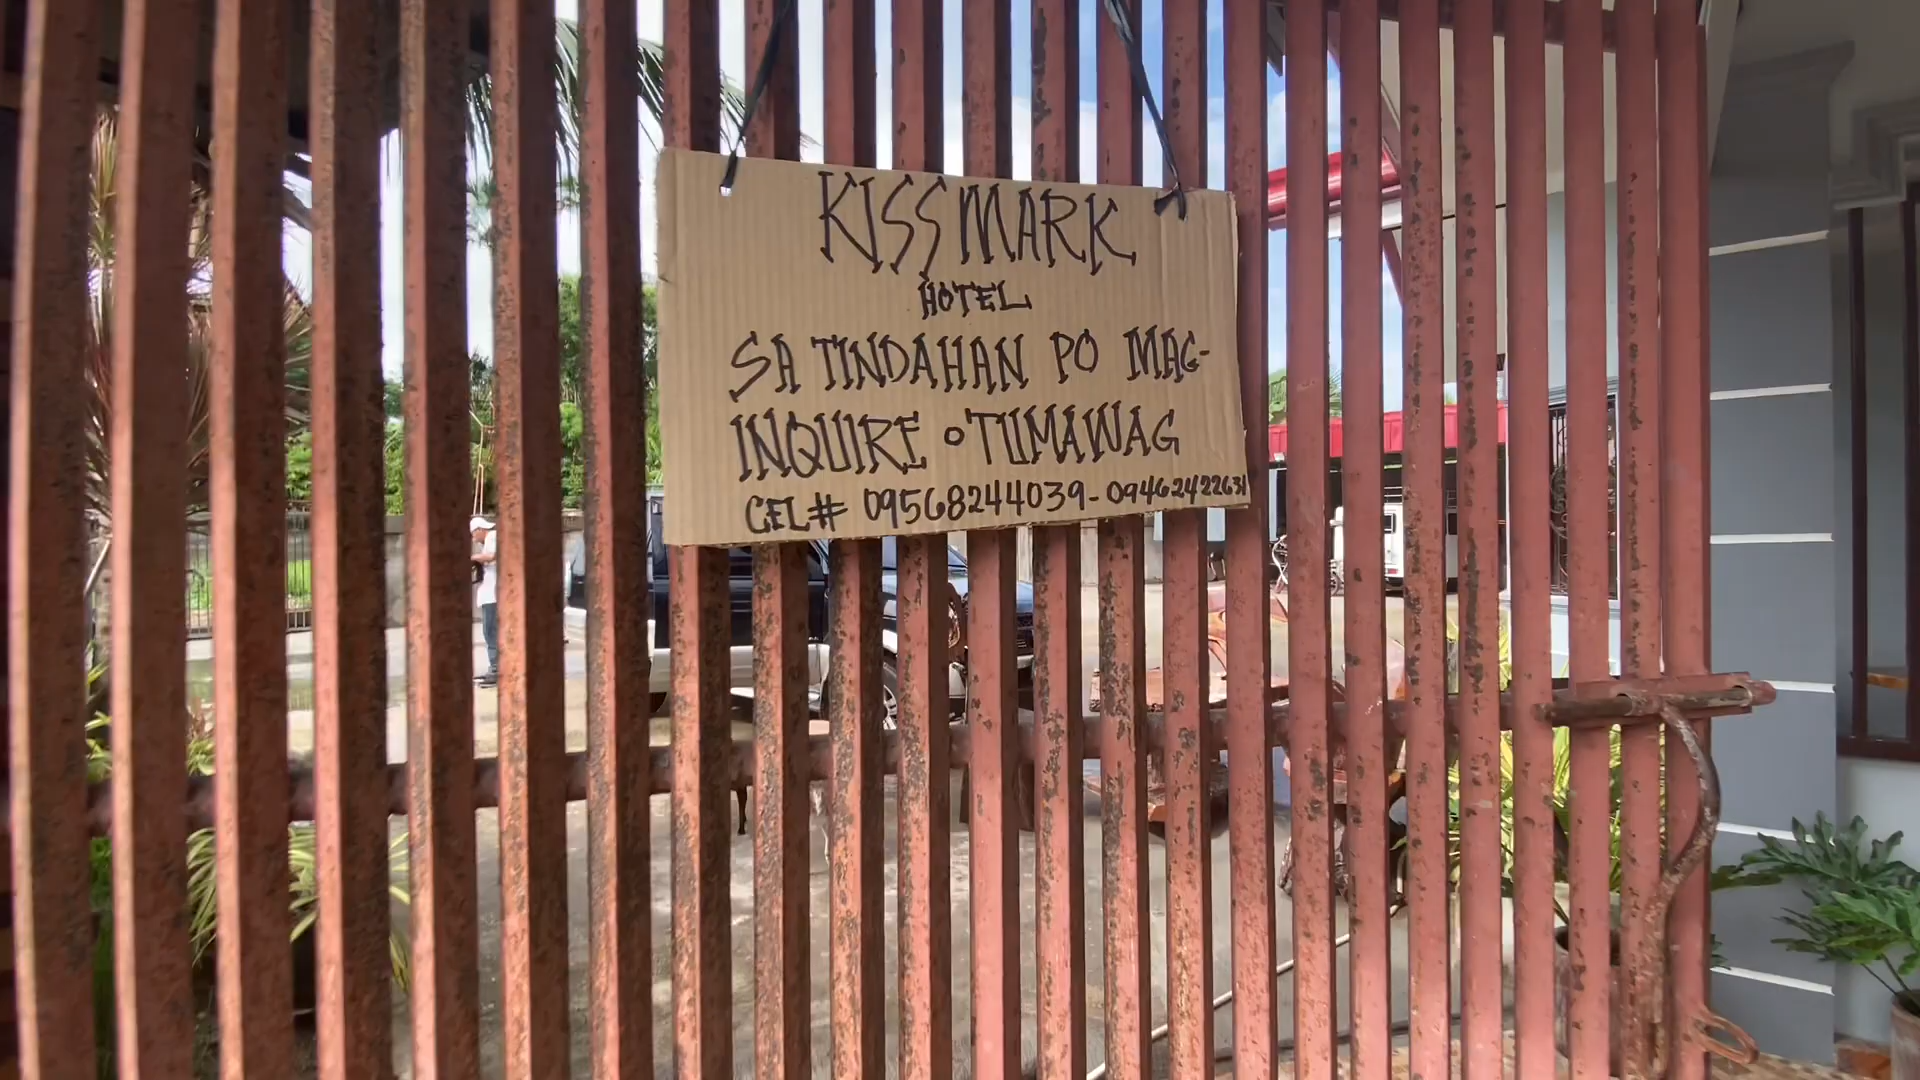 KISSMARK
HOTEL
SA TINDAHAN PO MAG-
INQUIRE o TUMAWAG
CEL# 09568244039-09462422631